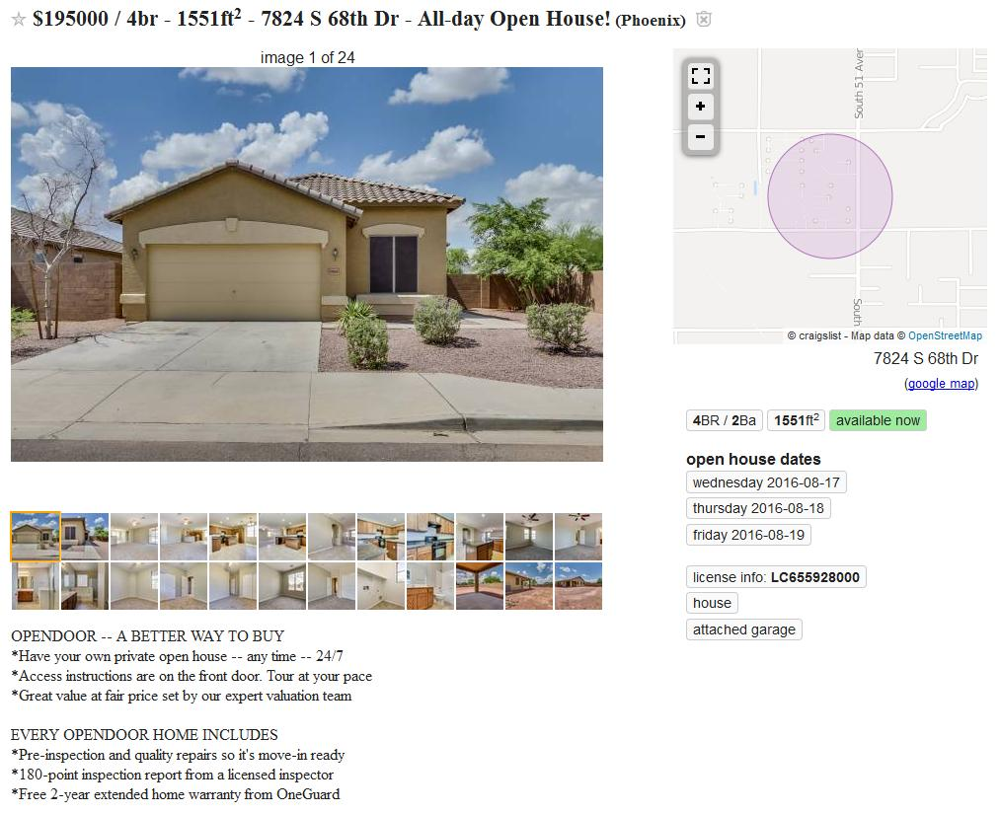 ☆ $195000 / 4br - 1551ft² - 7824 S 68th Dr - All-day Open House! (Phoenix)
image 1 of 24
+
−
South 51 Aver
South
© craigslist - Map data © OpenStreetMap
7824 S 68th Dr
(google map)
4BR / 2Ba 1551ft² available now
open house dates
wednesday 2016-08-17
thursday 2016-08-18
friday 2016-08-19
license info: LC655928000
house
attached garage
OPENDOOR -- A BETTER WAY TO BUY
*Have your own private open house -- any time -- 24/7
*Access instructions are on the front door. Tour at your pace
*Great value at fair price set by our expert valuation team
EVERY OPENDOOR HOME INCLUDES
*Pre-inspection and quality repairs so it's move-in ready
*180-point inspection report from a licensed inspector
*Free 2-year extended home warranty from OneGuard